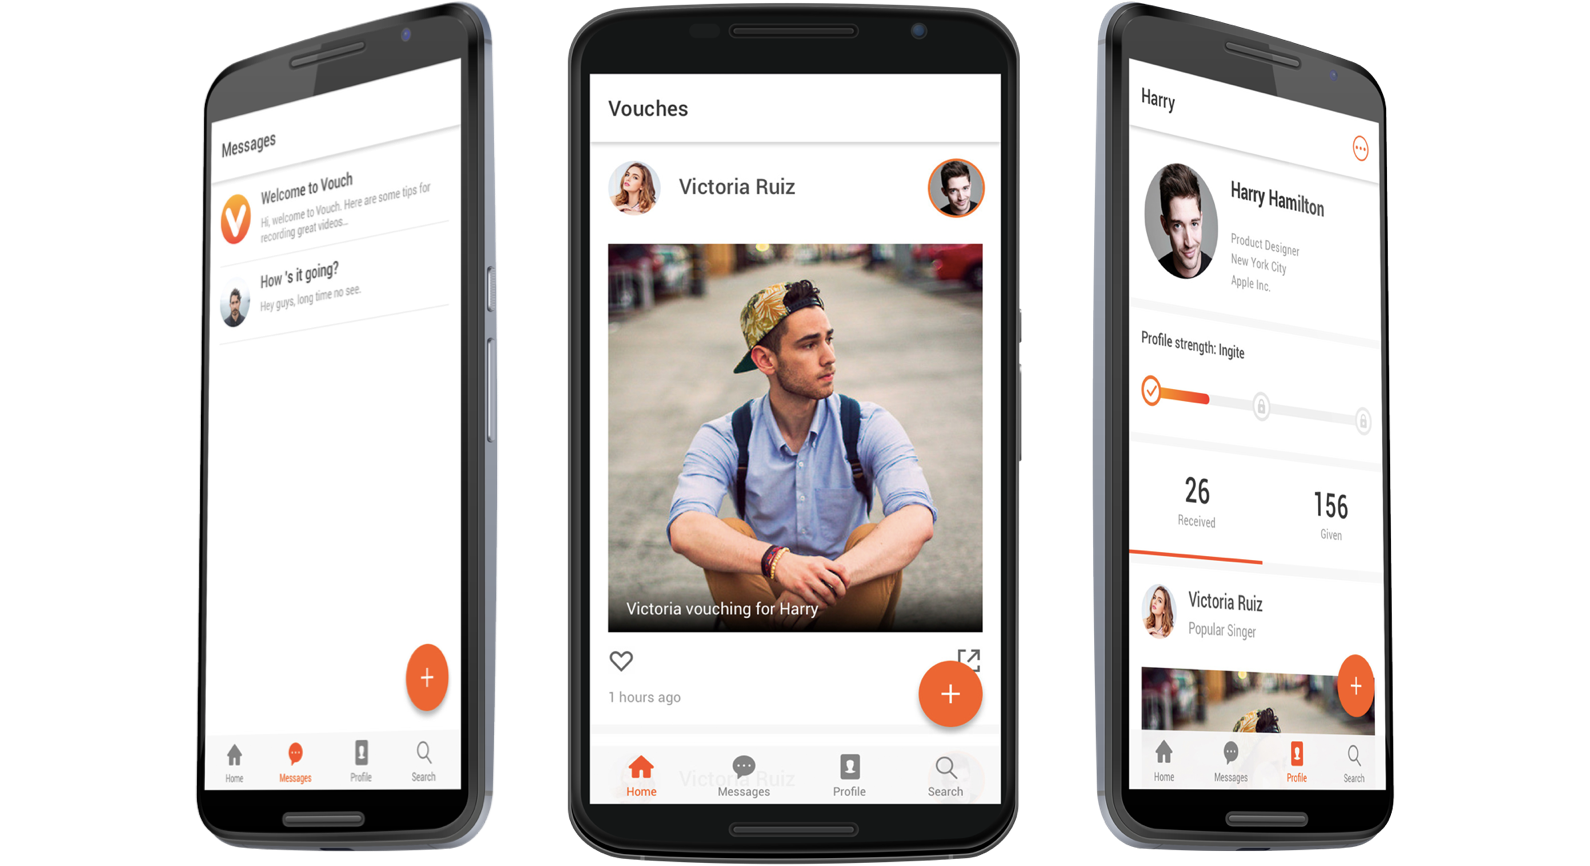 Messages
Welcome to Vouch
Hi, welcome to Vouch. Here are some tips for
recording great videos...
How 's it going?
Hey guys, long time no see.
Home
Messages
Profile
Search
Vouches
Victoria Ruiz
Victoria vouching for Harry
1 hours ago
Victoria Ruiz
Home
Messages
Profile
Search
Harry
Harry Hamilton
Product Designer
New York City
Apple Inc.
Profile strength: Ingite
26
Received
156
Given
Victoria Ruiz
Popular Singer
Home
Messages
Profile
Search